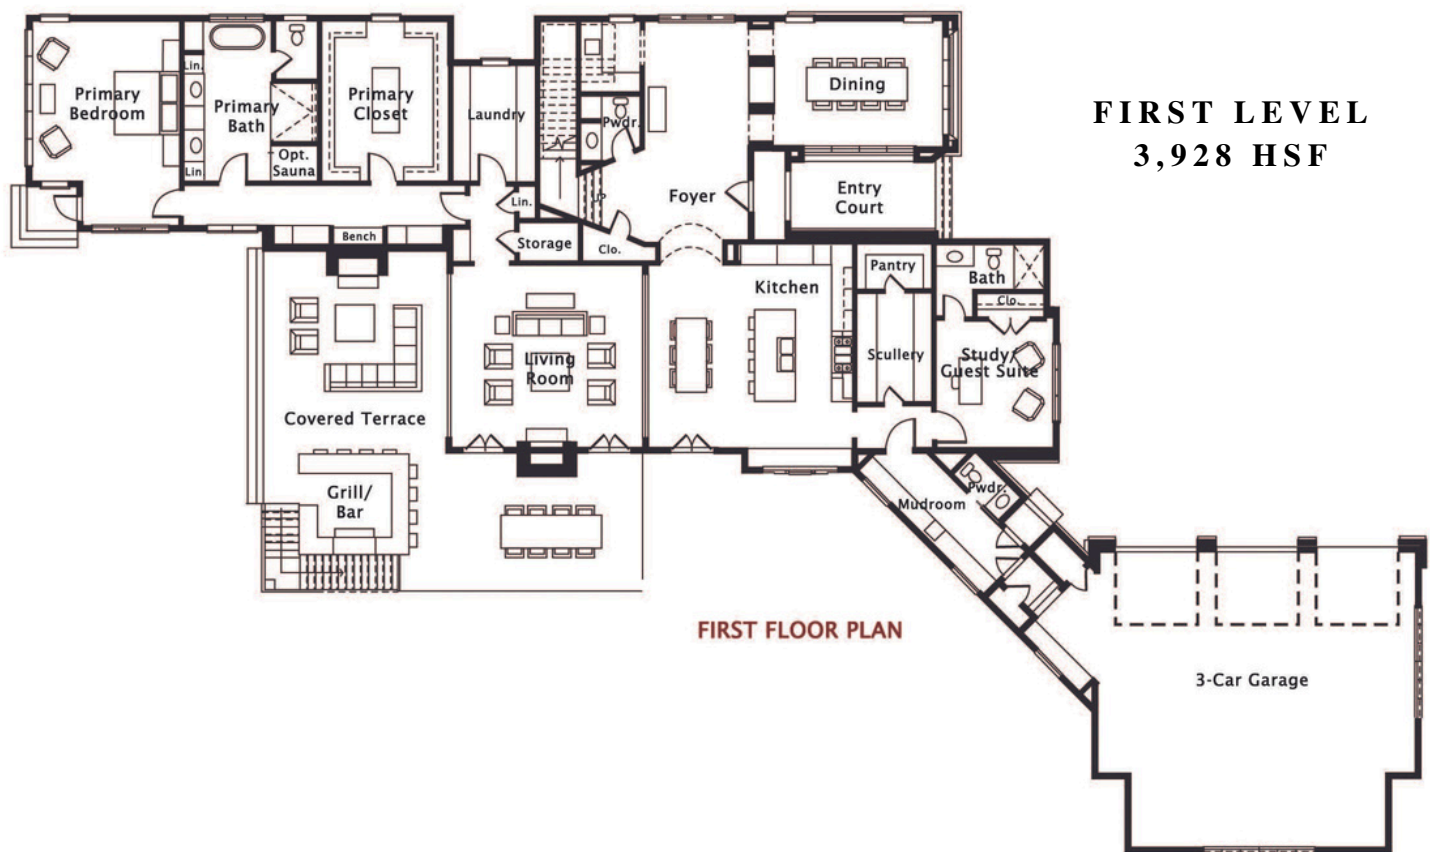 FIRST LEVEL
3,928 HSF
Primary
Bedroom
Lin.
Primary
Bath
Lin
Opt.
Sauna
Primary
Closet
Laundry
Pwdr.
UP
Dining
Foyer
Entry
Court
Lin.
Storage
Clo.
Bench
Kitchen
Pantry
Bath
Clo.
Scullery
Study/
Guest Suite
Living
Room
Covered Terrace
Grill/
Bar
Mudroom
Pwdr.
FIRST FLOOR PLAN
3-Car Garage